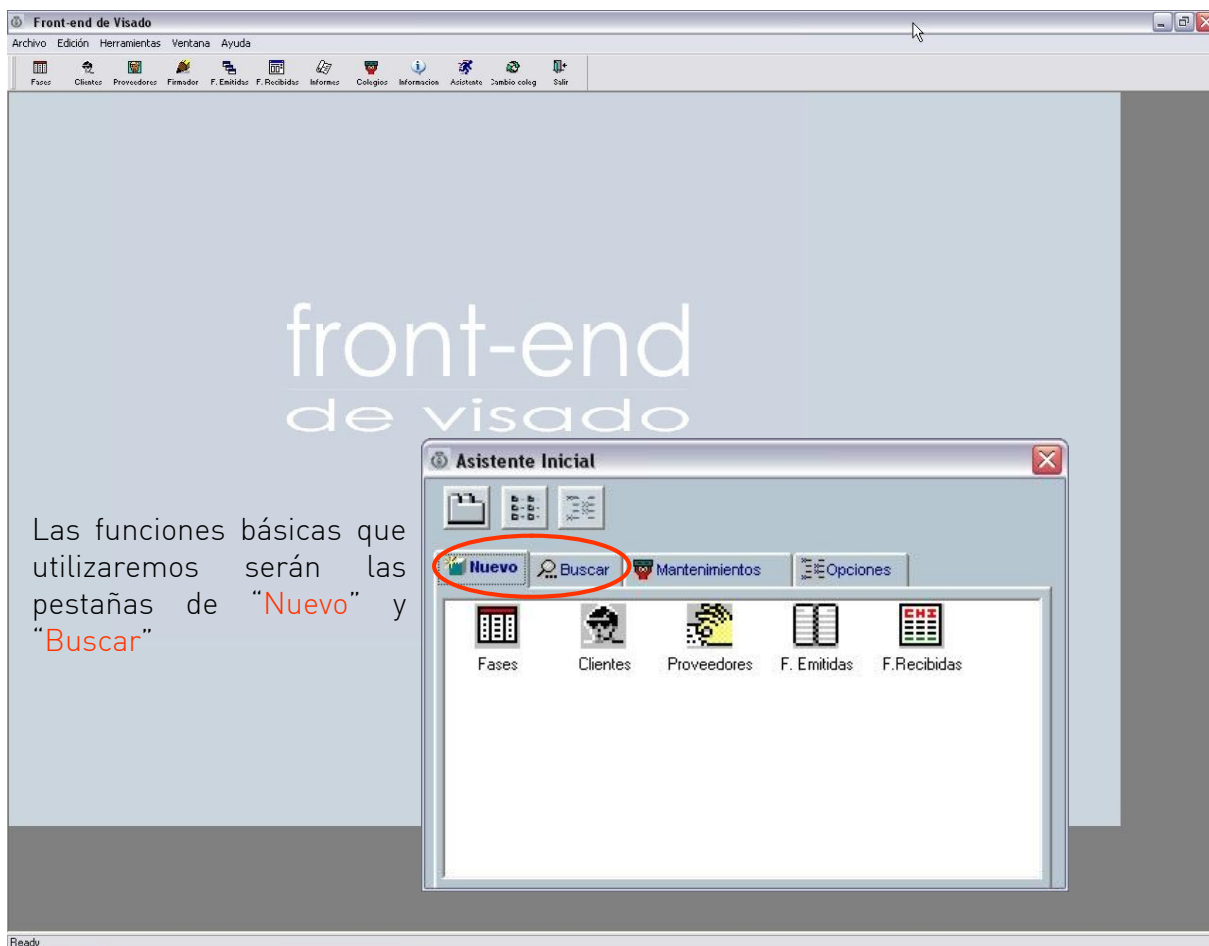 Front-end de Visado
Archivo Edición Herramientas Ventana Ayuda
Fases Clientes Proveedores Firmador F. Emitidas F. Recibidas Informes Colegios Informacion Asistente Cambio coleg Salir
front-end
de visado
Asistente Inicial
Nuevo Buscar Mantenimientos Opciones
Fases Clientes Proveedores F. Emitidas F.Recibidas
Las funciones básicas que
utilizaremos serán las
pestañas de “Nuevo” y
“Buscar”
Ready